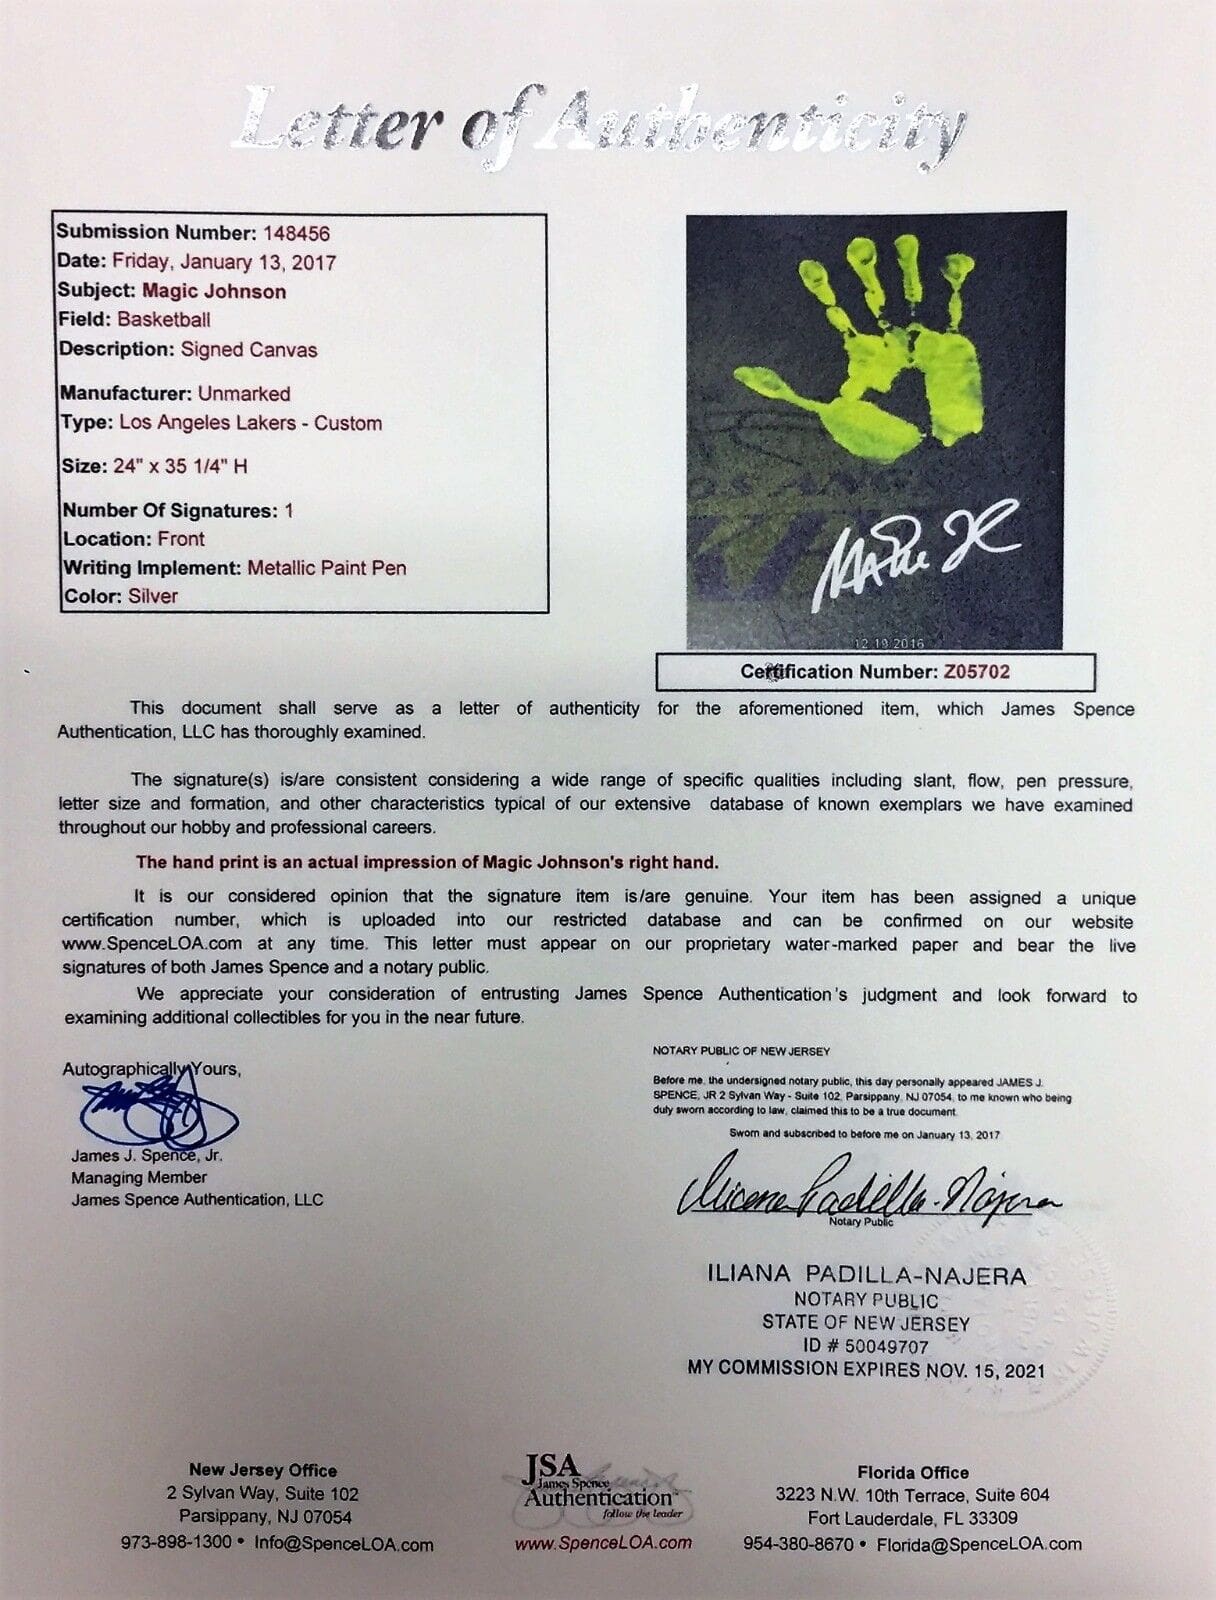 Letter of Authenticity
Submission Number: 148456
Date: Friday, January 13, 2017
Subject: Magic Johnson
Field: Basketball
Description: Signed Canvas
Manufacturer: Unmarked
Type: Los Angeles Lakers - Custom
Size: 24" x 35 1/4" H
Number Of Signatures: 1
Location: Front
Writing Implement: Metallic Paint Pen
Color: Silver
12.19.2016
Certification Number: Z05702
This document shall serve as a letter of authenticity for the aforementioned item, which James Spence
Authentication, LLC has thoroughly examined.
The signature(s) is/are consistent considering a wide range of specific qualities including slant, flow, pen pressure,
letter size and formation, and other characteristics typical of our extensive database of known exemplars we have examined
throughout our hobby and professional careers.
The hand print is an actual impression of Magic Johnson's right hand.
It is our considered opinion that the signature item is/are genuine. Your item has been assigned a unique
certification number, which is uploaded into our restricted database and can be confirmed on our website
www.SpenceLOA.com at any time. This letter must appear on our proprietary water-marked paper and bear the live
signatures of both James Spence and a notary public.
We appreciate your consideration of entrusting James Spence Authentication's judgment and look forward to
examining additional collectibles for you in the near future.
Autographically Yours,
James J. Spence, Jr.
Managing Member
James Spence Authentication, LLC
NOTARY PUBLIC OF NEW JERSEY
Before me, the undersigned notary public, this day personally appeared JAMES J.
SPENCE, JR 2 Sylvan Way - Suite 102, Parsippany, NJ 07054, to me known who being
duly sworn according to law, claimed this to be a true document.
Sworn and subscribed to before me on January 13, 2017
Padilla-Najera
Notary Public
ILIANA PADILLA-NAJERA
NOTARY PUBLIC
STATE OF NEW JERSEY
ID # 50049707
MY COMMISSION EXPIRES NOV. 15, 2021
New Jersey Office
2 Sylvan Way, Suite 102
Parsippany, NJ 07054
973-898-1300 • Info@SpenceLOA.com
JSA
James Spence
Authentication
follow the leader
www.SpenceLOA.com
Florida Office
3223 N.W. 10th Terrace, Suite 604
Fort Lauderdale, FL 33309
954-380-8670 • Florida@SpenceLOA.com